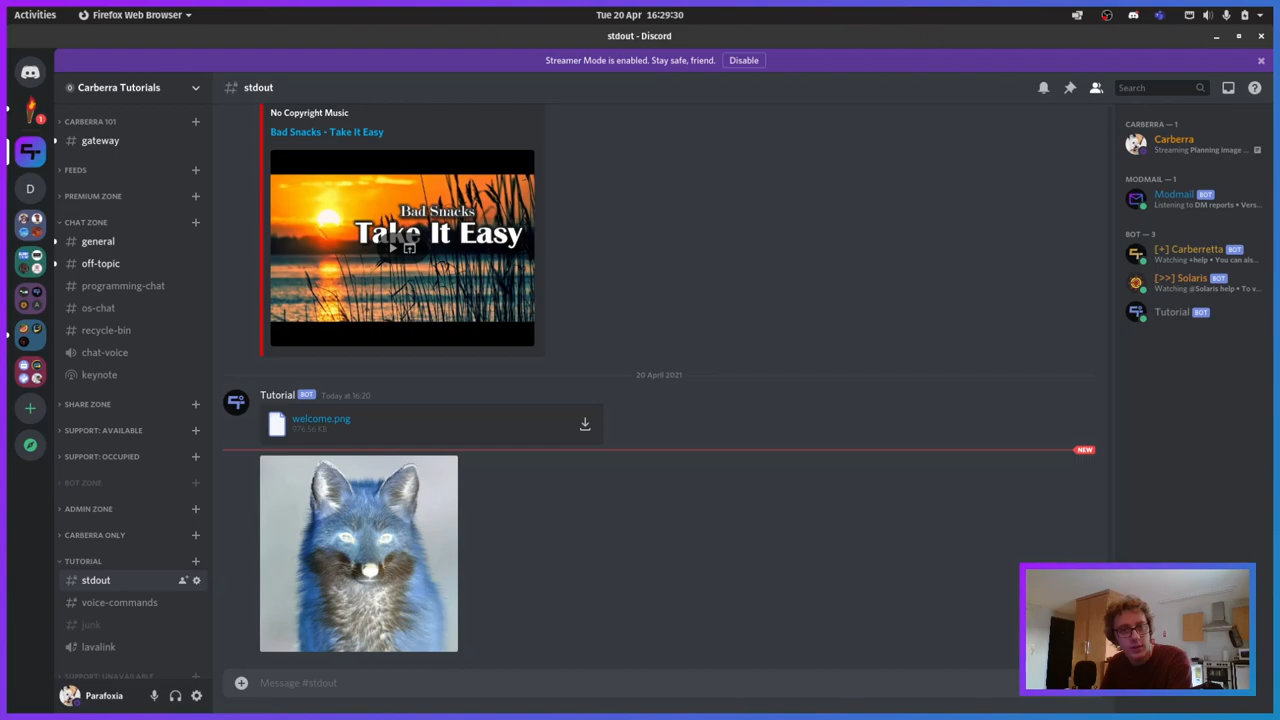 Activities
Firefox Web Browser
Tue 20 Apr 16:29:30
stdout - Discord
Streamer Mode is enabled. Stay safe, friend.
Disable
Carberra Tutorials
stdout
Search
CARBERRA 101
gateway
FEEDS
PREMIUM ZONE
CHAT ZONE
general
off-topic
programming-chat
os-chat
recycle-bin
chat-voice
keynote
SHARE ZONE
SUPPORT: AVAILABLE
SUPPORT: OCCUPIED
BOT ZONE
ADMIN ZONE
CARBERRA ONLY
TUTORIAL
stdout
voice-commands
junk
lavalink
SUPPORT: UNAVAILABLE
Parafoxia
1
D
No Copyright Music
Bad Snacks - Take It Easy
Bad Snacks
Take It Easy
20 April 2021
Tutorial BOT Today at 16:20
welcome.png
976.56 KB
NEW
Message #stdout
CARBERRA — 1
Carberra
Streaming Planning image ...
MODMAIL — 1
Modmail BOT
Listening to DM reports • Vers...
BOT — 3
[+] Carberretta BOT
Watching +help • You can als...
[>>] Solaris BOT
Watching @Solaris help • To v...
Tutorial BOT